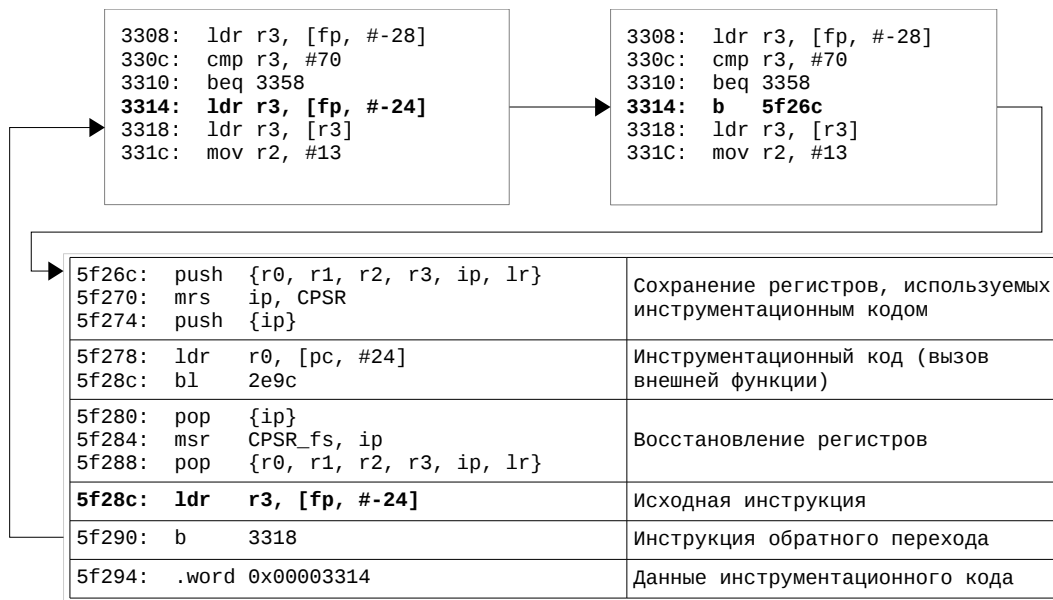 3308: ldr r3, [fp, #-28]
330c: cmp r3, #70
3310: beq 3358
3314: ldr r3, [fp, #-24]
3318: ldr r3, [r3]
331c: mov r2, #13
3308: ldr r3, [fp, #-28]
330c: cmp r3, #70
3310: beq 3358
3314: b 5f26c
3318: ldr r3, [r3]
331C: mov r2, #13
5f26c: push {r0, r1, r2, r3, ip, lr}
5f270: mrs ip, CPSR
5f274: push {ip}
Сохранение регистров, используемых
инструментационным кодом
5f278: ldr r0, [pc, #24]
5f28c: bl 2e9c
Инструментационный код (вызов
внешней функции)
5f280: pop {ip}
5f284: msr CPSR_fs, ip
5f288: pop {r0, r1, r2, r3, ip, lr}
Восстановление регистров
5f28c: ldr r3, [fp, #-24]
Исходная инструкция
5f290: b 3318
Инструкция обратного перехода
5f294: .word 0x00003314
Данные инструментационного кода